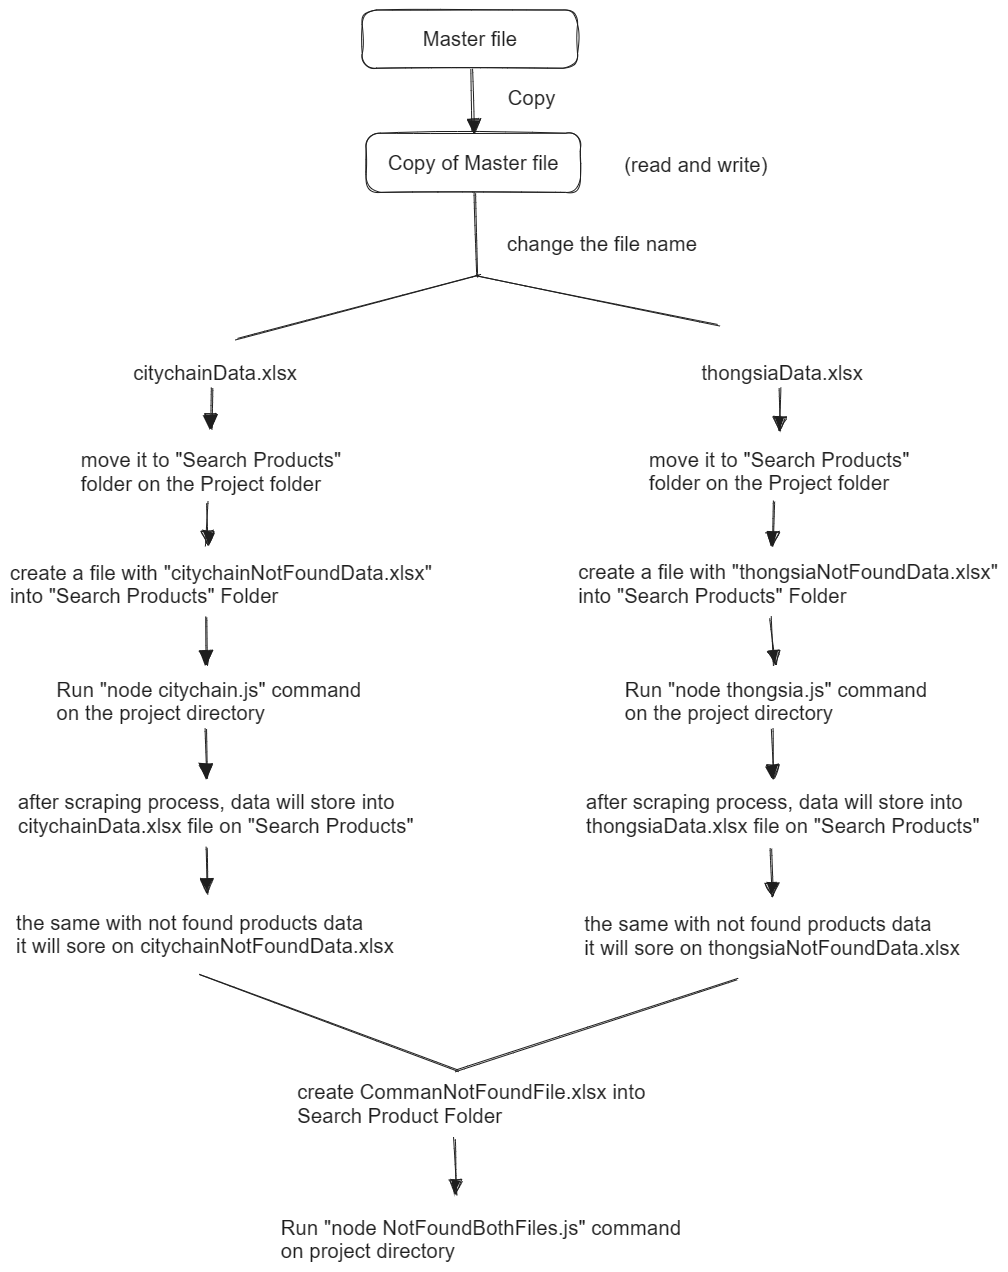 Master file
Copy
Copy of Master file
(read and write)
change the file name
citychainData.xlsx
move it to "Search Products"
folder on the Project folder
create a file with "citychainNotFoundData.xlsx"
into "Search Products" Folder
Run "node citychain.js" command
on the project directory
after scraping process, data will store into
citychainData.xlsx file on "Search Products"
the same with not found products data
it will sore on citychainNotFoundData.xlsx
thongsiaData.xlsx
move it to "Search Products"
folder on the Project folder
create a file with "thongsiaNotFoundData.xlsx"
into "Search Products" Folder
Run "node thongsia.js" command
on the project directory
after scraping process, data will store into
thongsiaData.xlsx file on "Search Products"
the same with not found products data
it will sore on thongsiaNotFoundData.xlsx
create CommanNotFoundFile.xlsx into
Search Product Folder
Run "node NotFoundBothFiles.js" command
on project directory